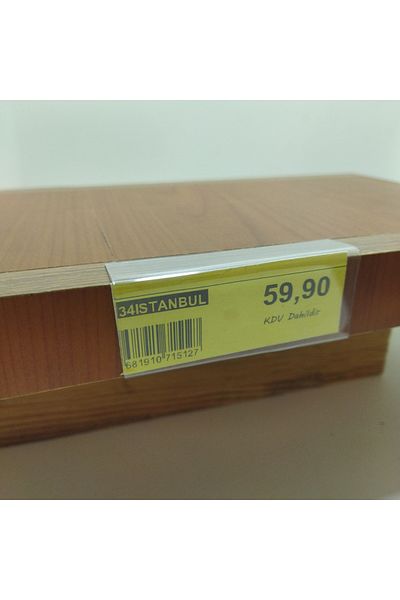 34ISTANBUL
59,90
KDV Dahildir
681910 715127